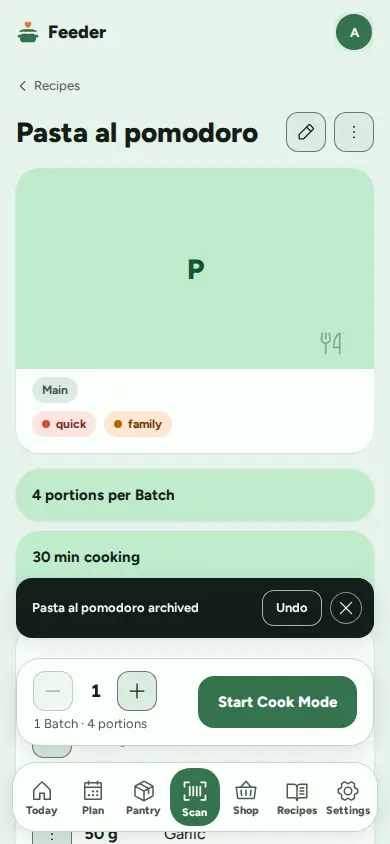 Feeder
A
Recipes
Pasta al pomodoro
P
Main
quick
family
4 portions per Batch
30 min cooking
Pasta al pomodoro archived
Undo
1
1 Batch · 4 portions
Start Cook Mode
Today
Plan
Pantry
Scan
Shop
Recipes
Settings
50 g
Garlic